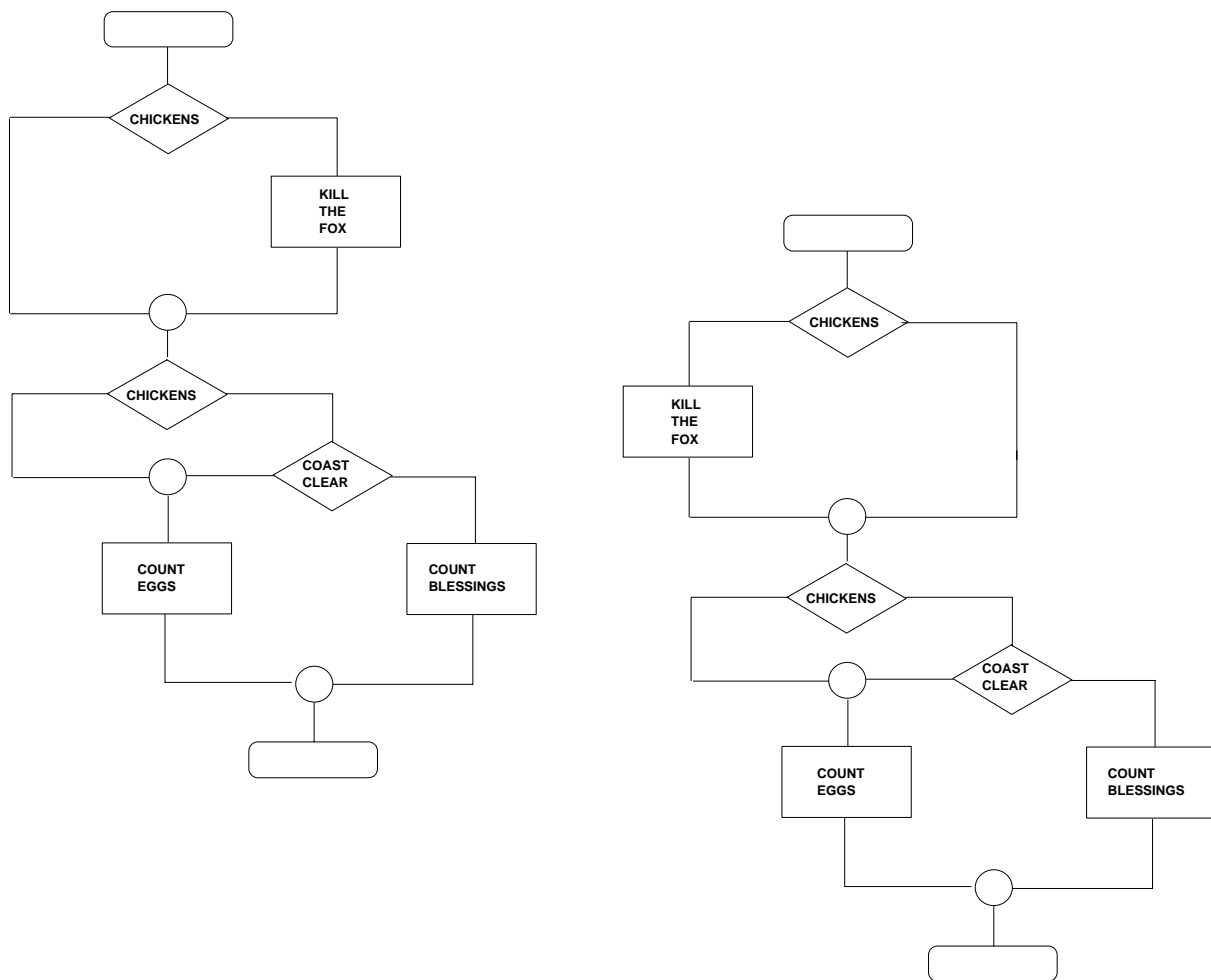 CHICKENS
KILL
THE
FOX
CHICKENS
COAST
CLEAR
COUNT
EGGS
COUNT
BLESSINGS
CHICKENS
KILL
THE
FOX
CHICKENS
COAST
CLEAR
COUNT
EGGS
COUNT
BLESSINGS